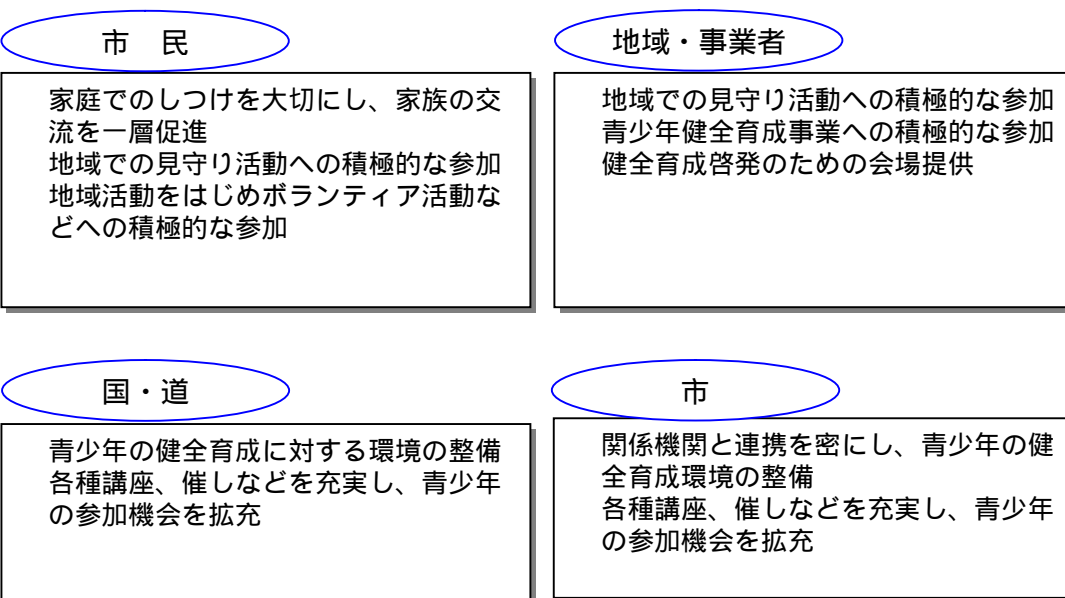 市　民
家庭でのしつけを大切にし、家族の交
流を一層促進
地域での見守り活動への積極的な参加
地域活動をはじめボランティア活動な
どへの積極的な参加
地域・事業者
地域での見守り活動への積極的な参加
青少年健全育成事業への積極的な参加
健全育成啓発のための会場提供
国・道
青少年の健全育成に対する環境の整備
各種講座、催しなどを充実し、青少年
の参加機会を拡充
市
関係機関と連携を密にし、青少年の健
全育成環境の整備
各種講座、催しなどを充実し、青少年
の参加機会を拡充